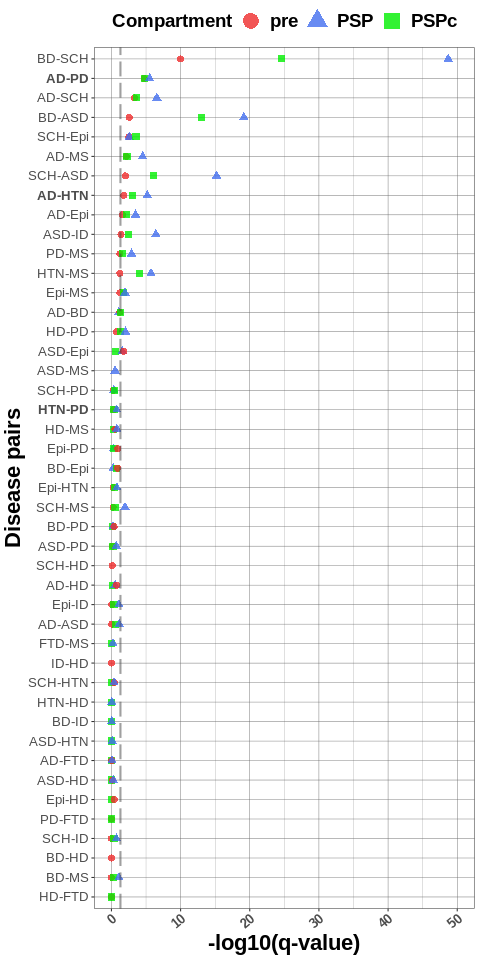 Compartment pre PSP PSPc
BD-SCH
AD-PD
AD-SCH
BD-ASD
SCH-Epi
AD-MS
SCH-ASD
AD-HTN
AD-Epi
ASD-ID
PD-MS
HTN-MS
Epi-MS
AD-BD
HD-PD
ASD-Epi
ASD-MS
SCH-PD
HTN-PD
HD-MS
Epi-PD
BD-Epi
Epi-HTN
SCH-MS
BD-PD
ASD-PD
SCH-HD
AD-HD
Epi-ID
AD-ASD
FTD-MS
ID-HD
SCH-HTN
HTN-HD
BD-ID
ASD-HTN
AD-FTD
ASD-HD
Epi-HD
PD-FTD
SCH-ID
BD-HD
BD-MS
HD-FTD
Disease pairs
0 10 20 30 40 50
-log10(q-value)